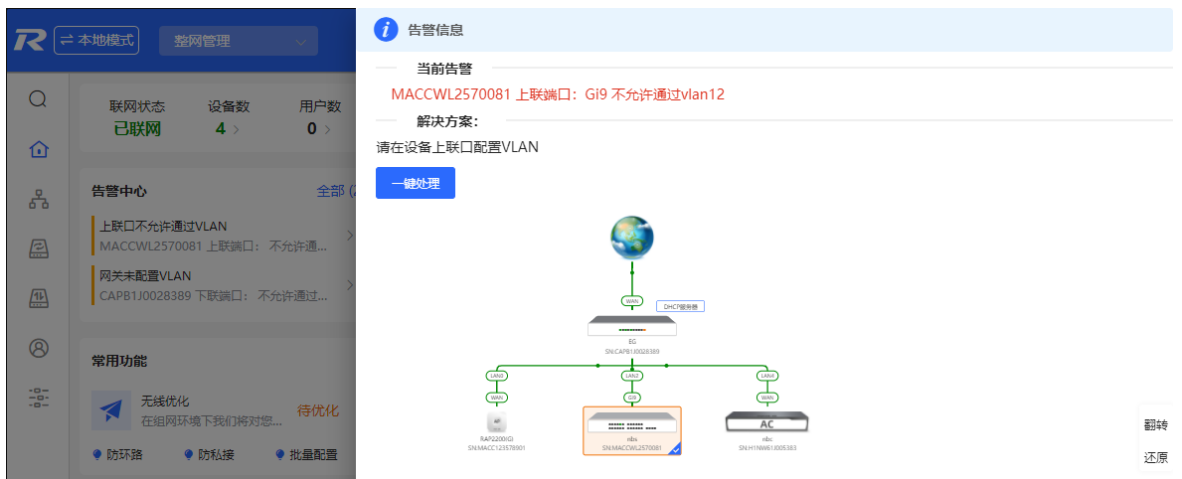 本地模式
整网管理
联网状态 设备数 用户数
已联网 4 0
告警中心 全部 (
上联口不允许通过VLAN
MACCWL2570081 上联端口： 不允许通...
网关未配置VLAN
CAPB1J0028389 下联端口： 不允许通过...
常用功能
无线优化
在组网环境下我们将对您... 待优化
防环路 防私接 批量配置
告警信息
当前告警
MACCWL2570081 上联端口：Gi9 不允许通过vlan12
解决方案：
请在设备上联口配置VLAN
一键处理
WAN
DHCP服务器
EG
SN:CAPB1J0028389
LAN0 LAN2 LAN4
WAN Gi9 WAN
AP AC
RAP2200(G) nbs nbc
SN:MACC123578901 SN:MACCWL2570081 SN:H1NW61J005383
翻转
还原